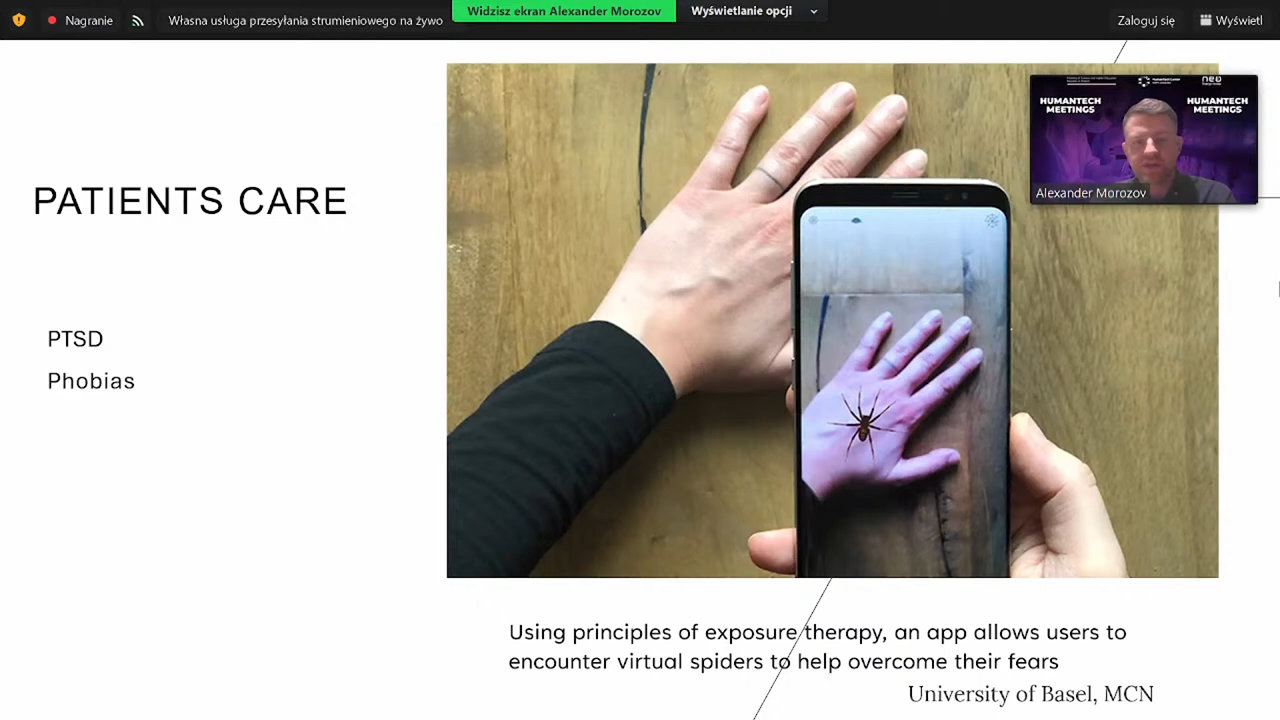 Nagranie
Własna usługa przesyłania strumieniowego na żywo
Widzisz ekran Alexander Morozov
Wyświetlanie opcji
Zaloguj się
Wyświetl
HUMANTECH
MEETINGS
HUMANTECH
MEETINGS
Alexander Morozov
PATIENTS CARE
PTSD
Phobias
Using principles of exposure therapy, an app allows users to
encounter virtual spiders to help overcome their fears
University of Basel, MCN